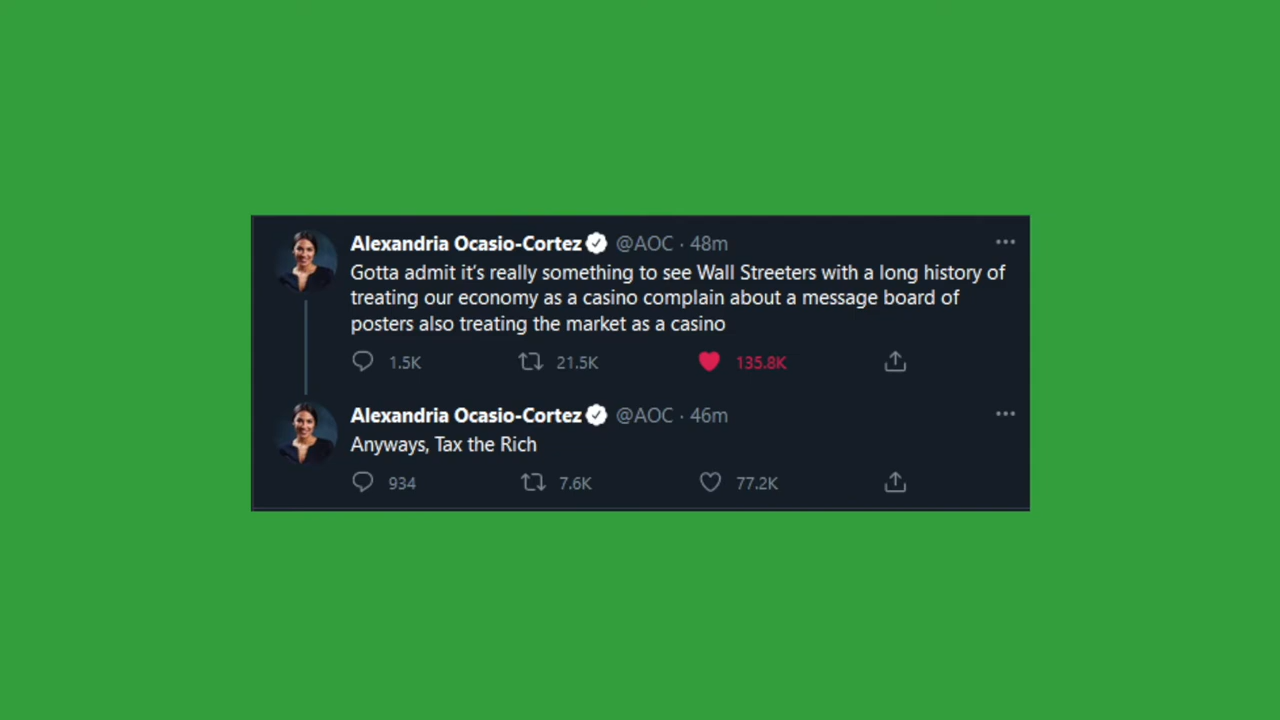 Alexandria Ocasio-Cortez @AOC · 48m
Gotta admit it's really something to see Wall Streeters with a long history of
treating our economy as a casino complain about a message board of
posters also treating the market as a casino
1.5K 21.5K 135.8K
Alexandria Ocasio-Cortez @AOC · 46m
Anyways, Tax the Rich
934 7.6K 77.2K